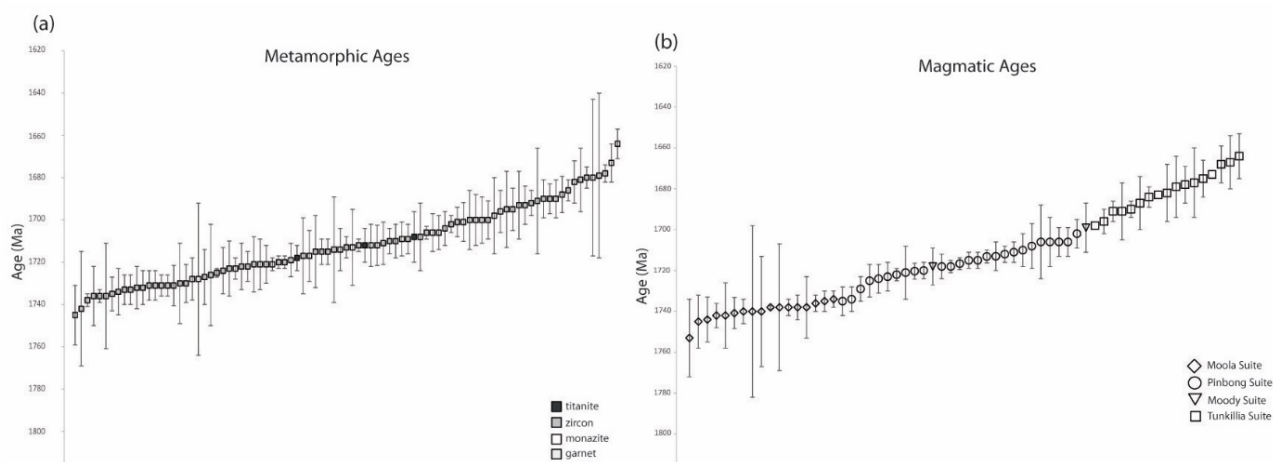 (a)
Metamorphic Ages
1620
1640
1660
1680
1700
1720
1740
1760
1780
1800
Age (Ma)
titanite
zircon
monazite
garnet
(b)
Magmatic Ages
1620
1640
1660
1680
1700
1720
1740
1760
1780
1800
Age (Ma)
Moola Suite
Pinbong Suite
Moody Suite
Tunkillia Suite